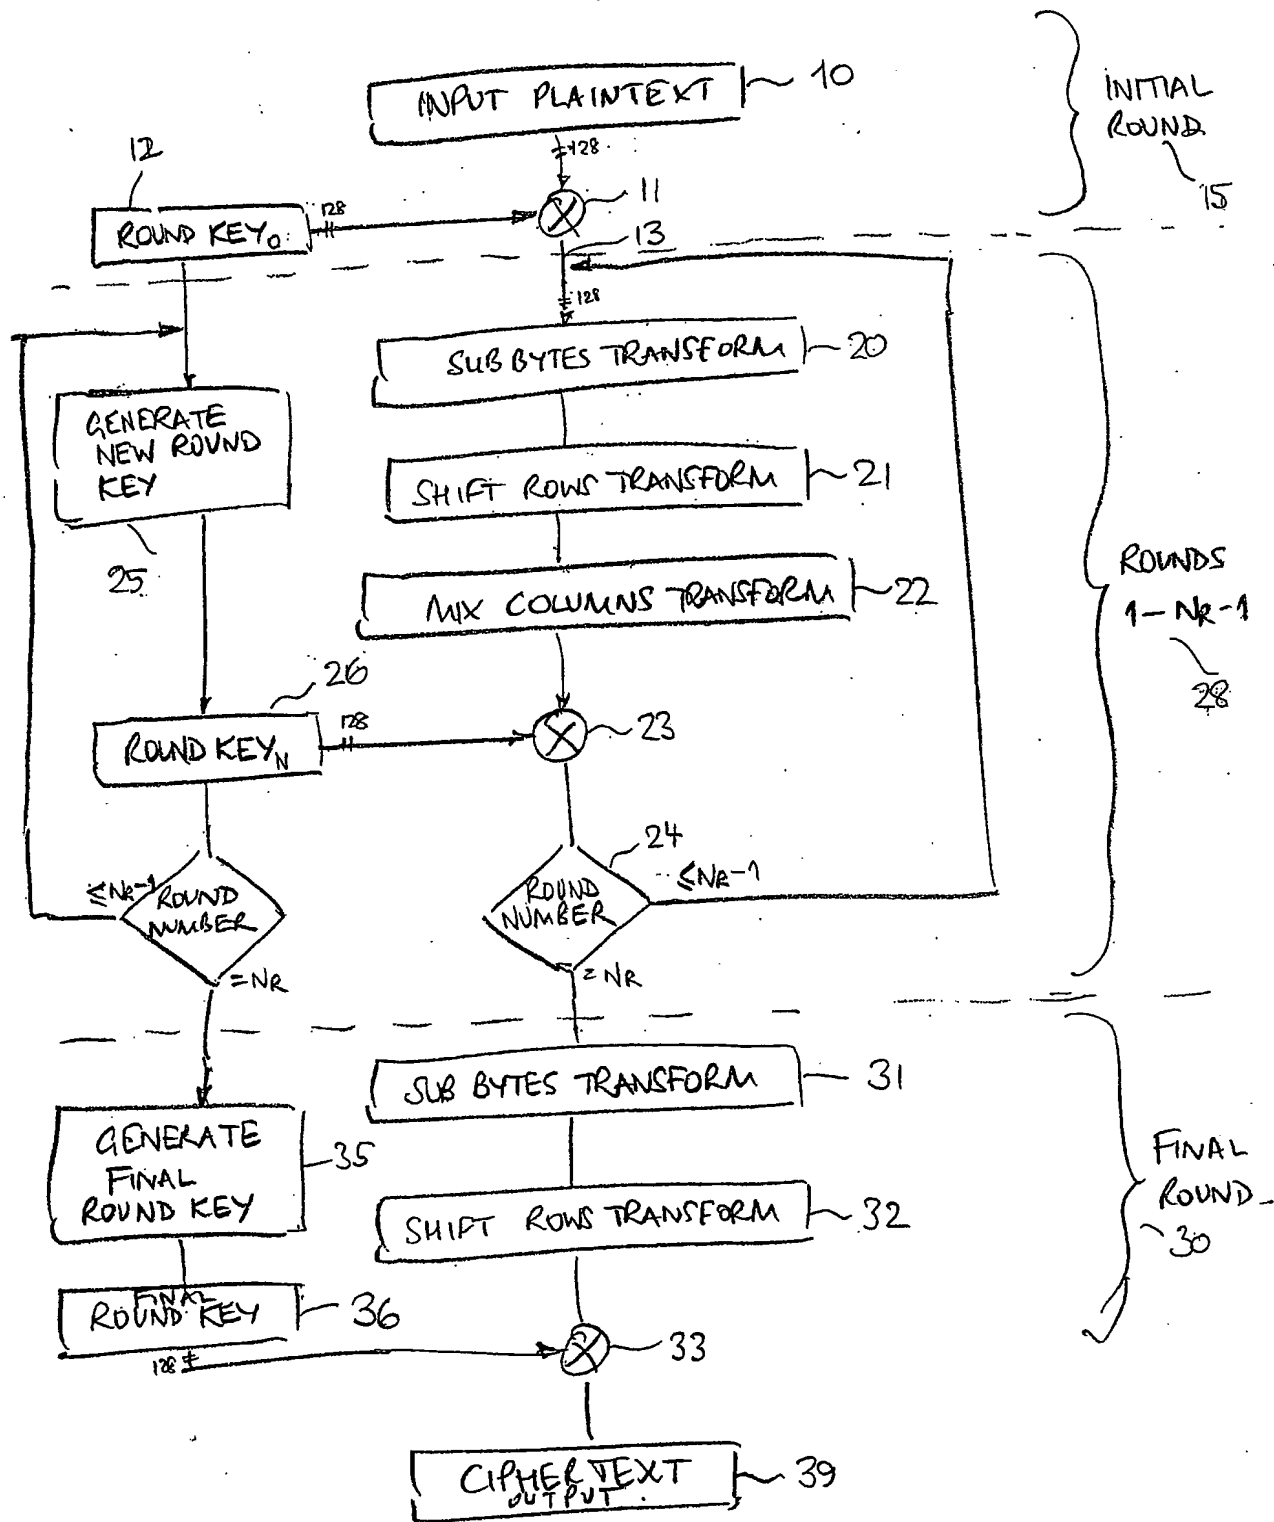 INPUT PLAINTEXT
10
INITIAL
ROUND
15
128
12
11
ROUND KEY0
128
13
128
SUB BYTES TRANSFORM
20
GENERATE
NEW ROUND
KEY
25
SHIFT ROWS TRANSFORM
21
MIX COLUMNS TRANSFORM
22
ROUNDS
1-NR-1
28
26
ROUND KEYN
128
23
24
≤NR-1
ROUND
NUMBER
=NR
≤NR-1
ROUND
NUMBER
=NR
SUB BYTES TRANSFORM
31
GENERATE
FINAL
ROUND KEY
35
SHIFT ROWS TRANSFORM
32
FINAL
ROUND
30
FINAL
ROUND KEY
36
128
33
CIPHERTEXT
OUTPUT
39